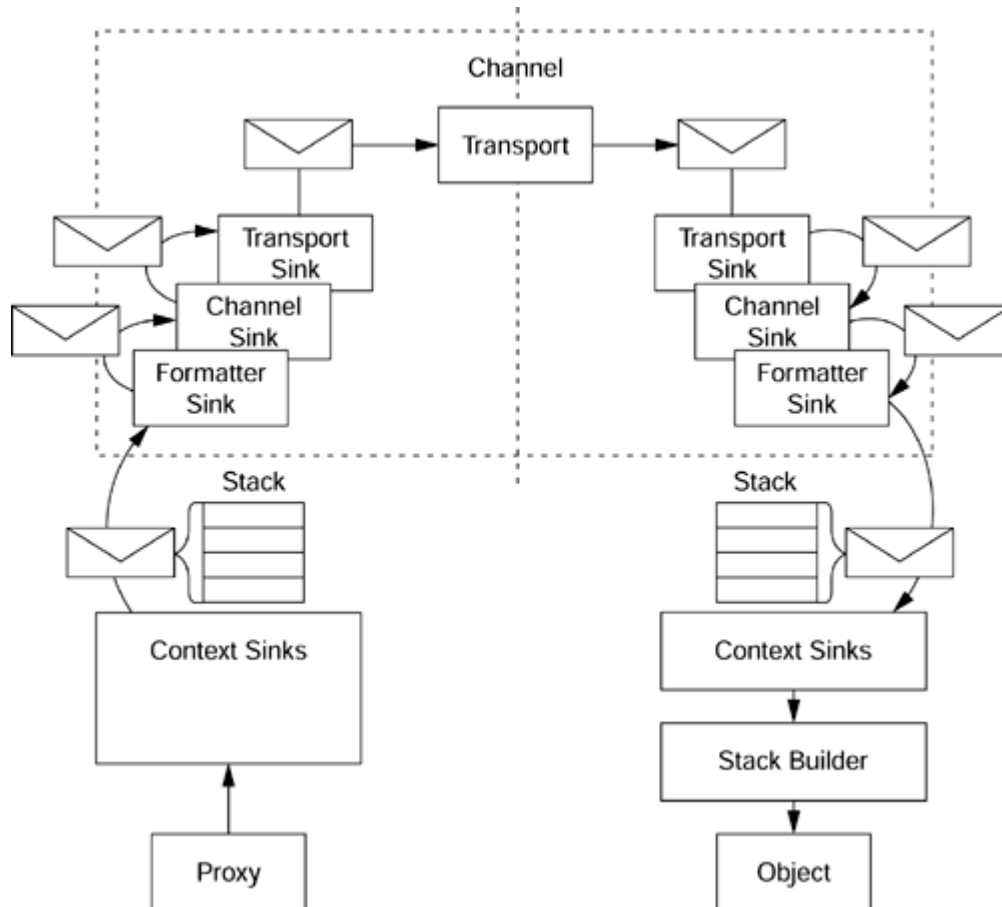 Channel
Transport
Transport
Sink
Channel
Sink
Formatter
Sink
Transport
Sink
Channel
Sink
Formatter
Sink
Stack
Stack
Context Sinks
Context Sinks
Stack Builder
Proxy
Object